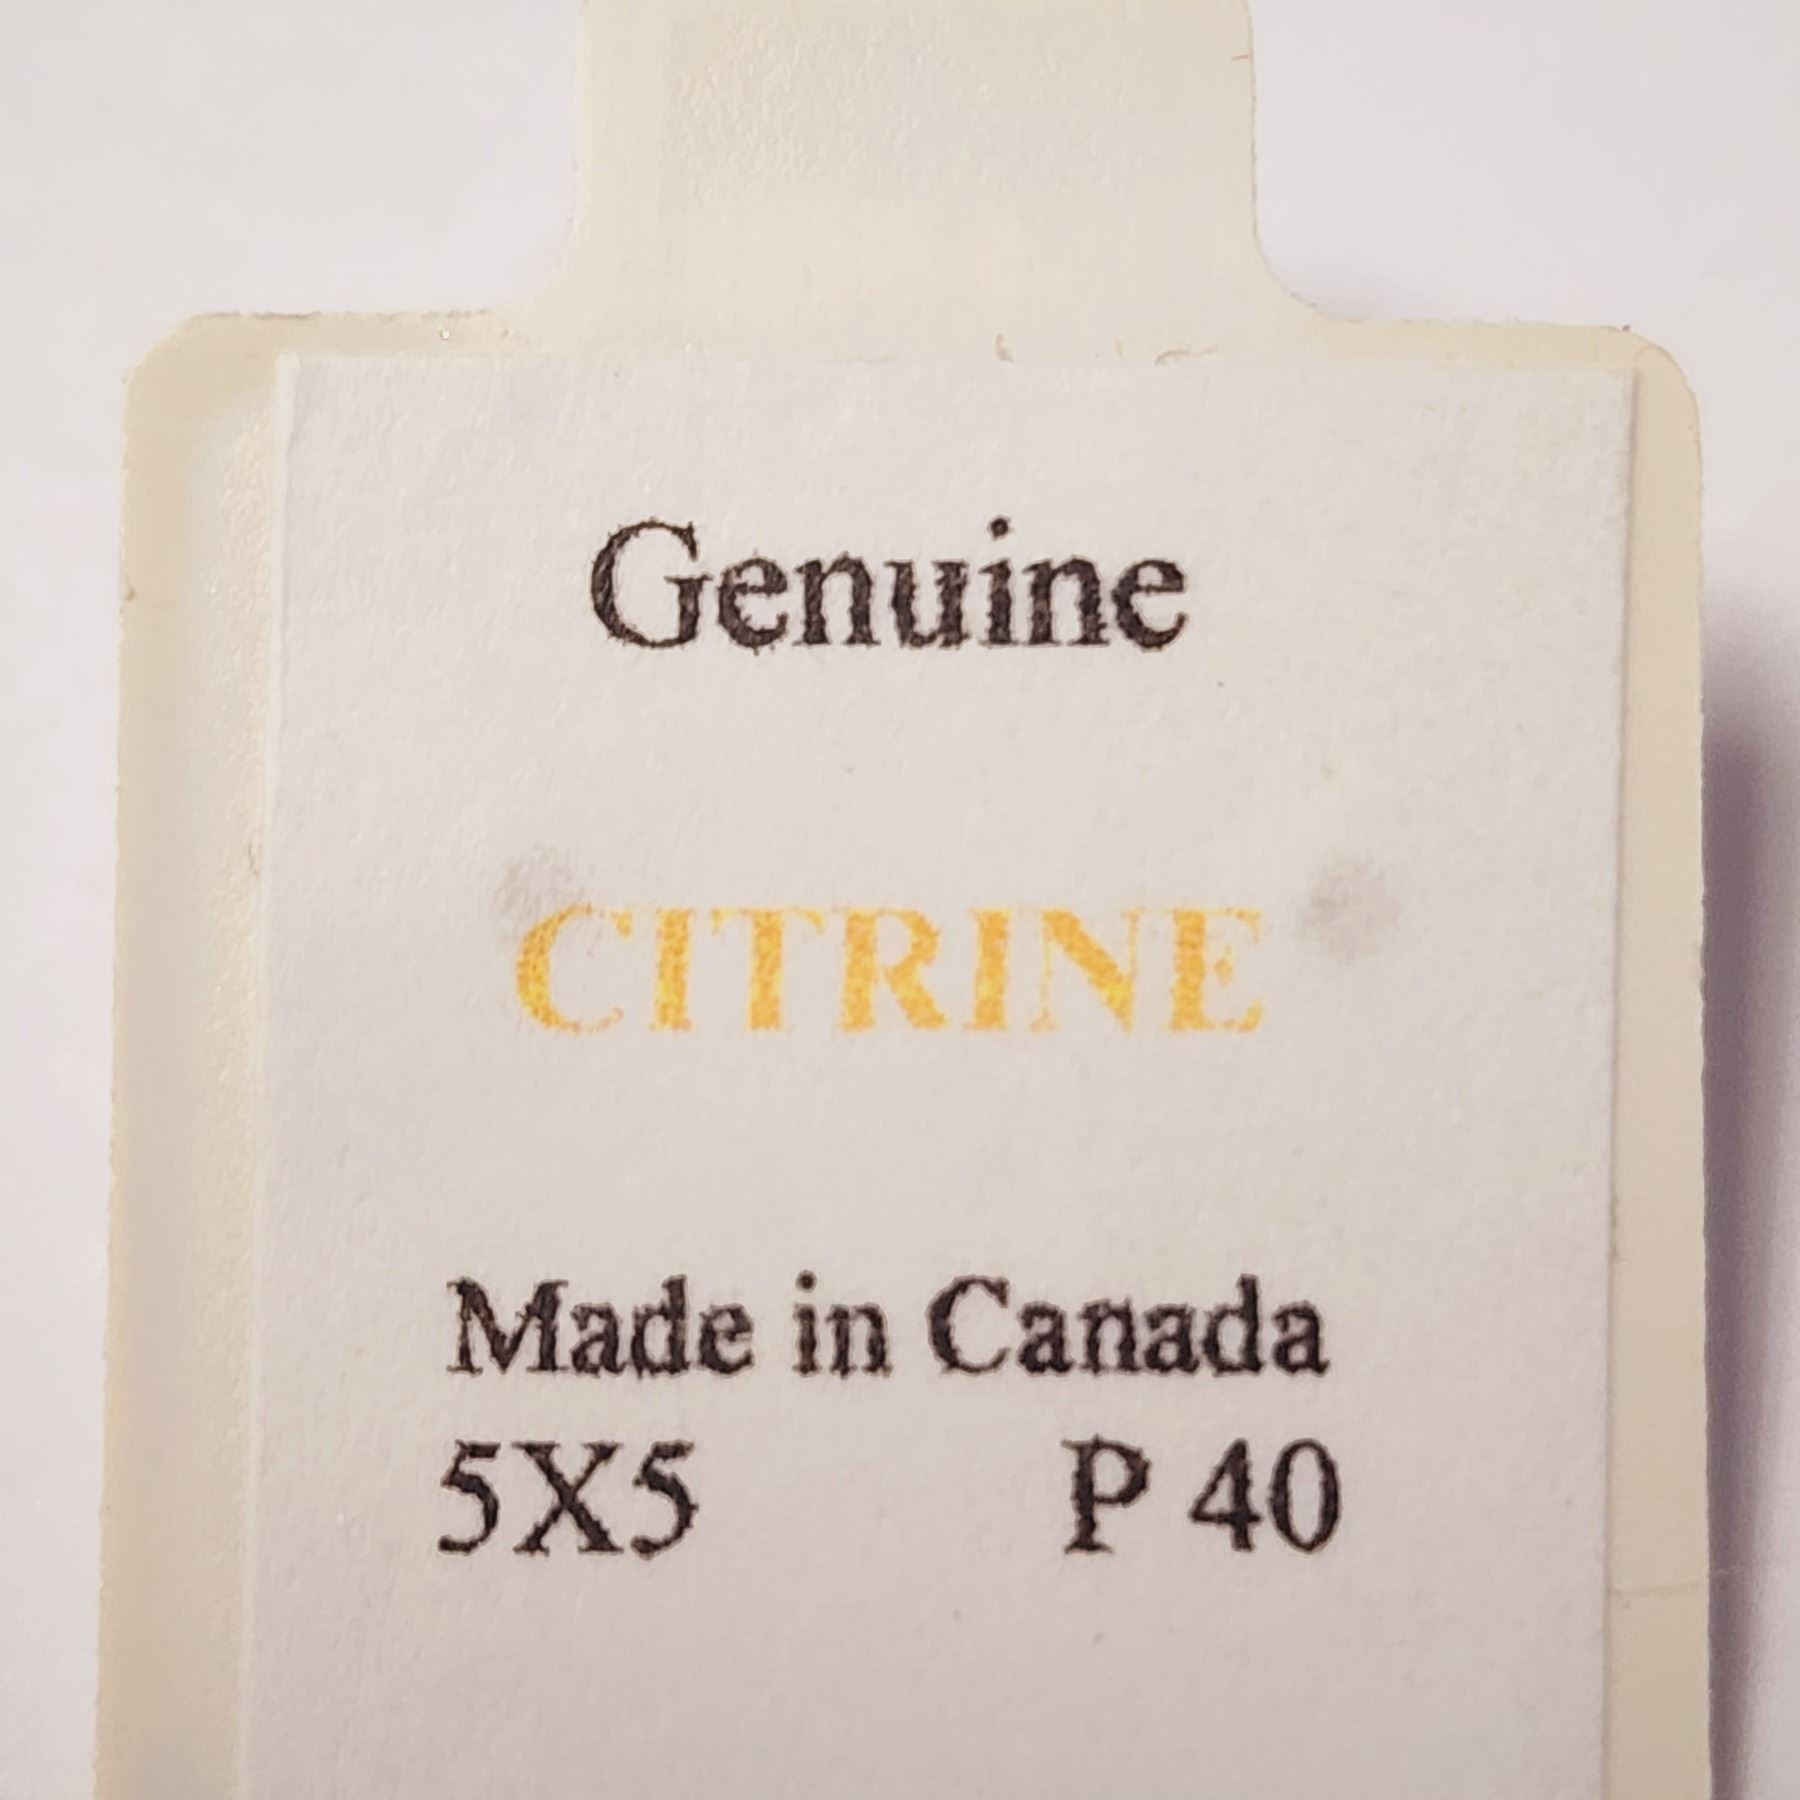 Genuine
CITRINE
Made in Canada
5X5 P 40